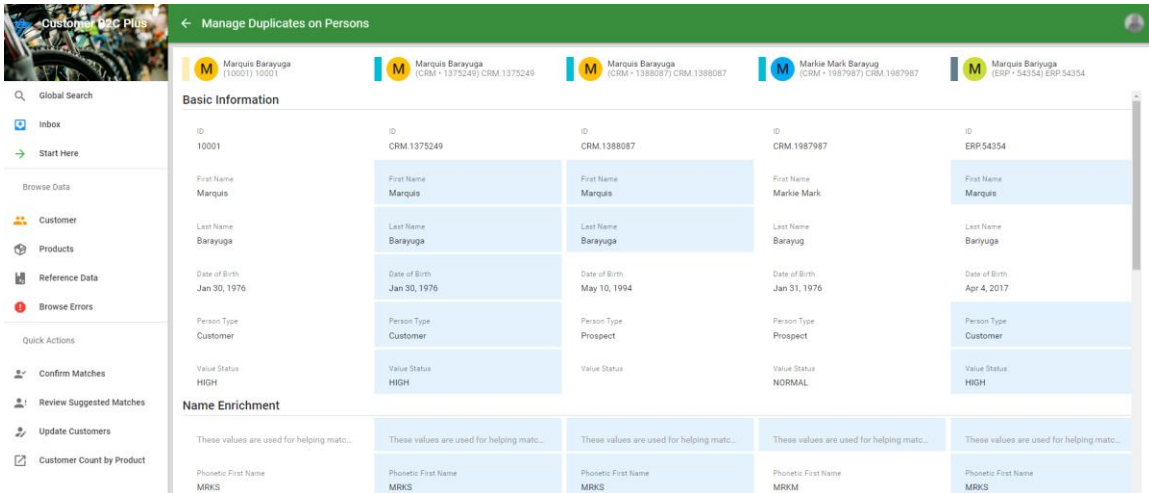 Customer B2C Plus
← Manage Duplicates on Persons
M Marquis Barayuga
(10001) 10001
M Marquis Barayuga
(CRM • 1375249) CRM.1375249
M Marquis Barayuga
(CRM • 1388087) CRM.1388087
M Markie Mark Barayug
(CRM • 1987987) CRM.1987987
M Marquis Bariyuga
(ERP • 54354) ERP.54354
Global Search
Inbox
Start Here
Browse Data
Customer
Products
Reference Data
Browse Errors
Quick Actions
Confirm Matches
Review Suggested Matches
Update Customers
Customer Count by Product
Basic Information
ID ID ID ID ID
10001 CRM.1375249 CRM.1388087 CRM.1987987 ERP.54354
First Name First Name First Name First Name First Name
Marquis Marquis Marquis Markie Mark Marquis
Last Name Last Name Last Name Last Name Last Name
Barayuga Barayuga Barayuga Barayug Bariyuga
Date of Birth Date of Birth Date of Birth Date of Birth Date of Birth
Jan 30, 1976 Jan 30, 1976 May 10, 1994 Jan 31, 1976 Apr 4, 2017
Person Type Person Type Person Type Person Type Person Type
Customer Customer Prospect Prospect Customer
Value Status Value Status Value Status Value Status Value Status
HIGH HIGH NORMAL HIGH
Name Enrichment
These values are used for helping matc... These values are used for helping matc... These values are used for helping matc... These values are used for helping matc... These values are used for helping matc...
Phonetic First Name Phonetic First Name Phonetic First Name Phonetic First Name Phonetic First Name
MRKS MRKS MRKS MRKM MRKS